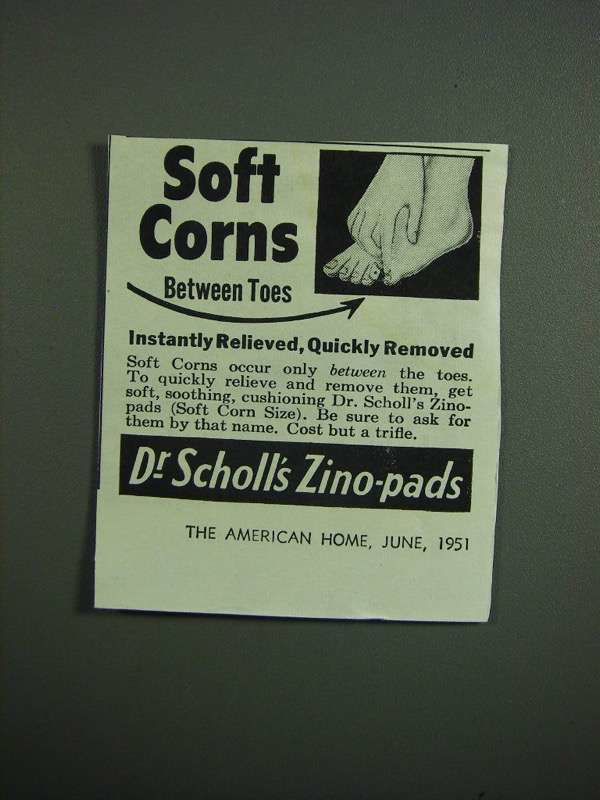 Soft
Corns
Between Toes
Instantly Relieved, Quickly Removed
Soft Corns occur only between the toes.
To quickly relieve and remove them, get
soft, soothing, cushioning Dr. Scholl's Zino-
pads (Soft Corn Size). Be sure to ask for
them by that name. Cost but a trifle.
Dr Scholl's Zino-pads
THE AMERICAN HOME, JUNE, 1951